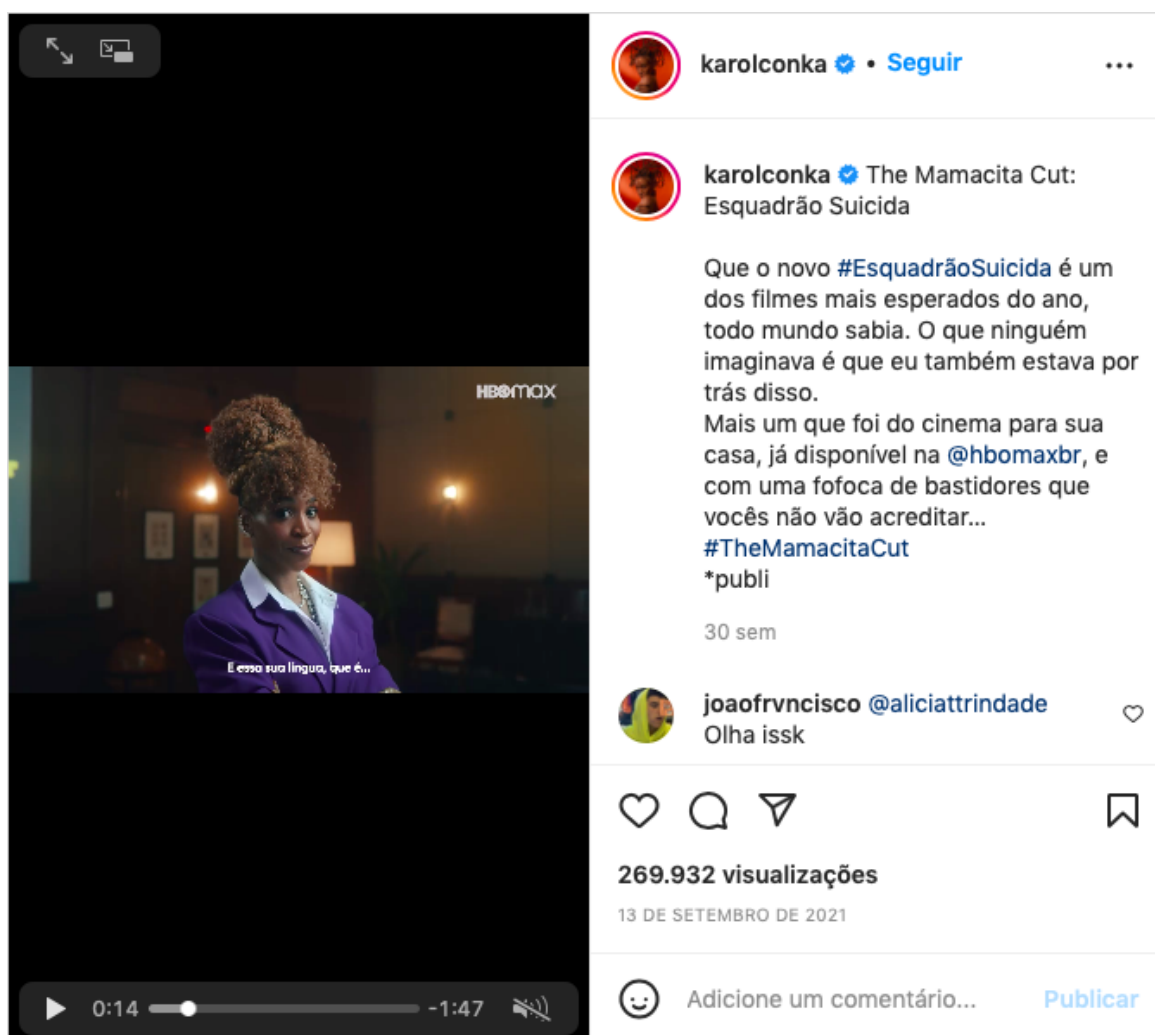 karolconka • Seguir
karolconka The Mamacita Cut:
Esquadrão Suicida
Que o novo #EsquadrãoSuicida é um
dos filmes mais esperados do ano,
todo mundo sabia. O que ninguém
imaginava é que eu também estava por
trás disso.
Mais um que foi do cinema para sua
casa, já disponível na @hbomaxbr, e
com uma fofoca de bastidores que
vocês não vão acreditar...
#TheMamacitaCut
*publi
30 sem
HBOmax
E essa sua língua, que é...
joaofrvncisco @aliciattrindade
Olha issk
269.932 visualizações
13 DE SETEMBRO DE 2021
0:14 -1:47
Adicione um comentário... Publicar